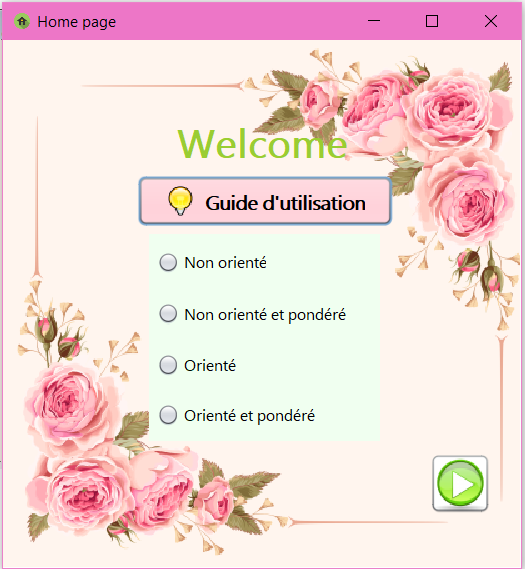 Home page
Welcome
Guide d'utilisation
Non orienté
Non orienté et pondéré
Orienté
Orienté et pondéré